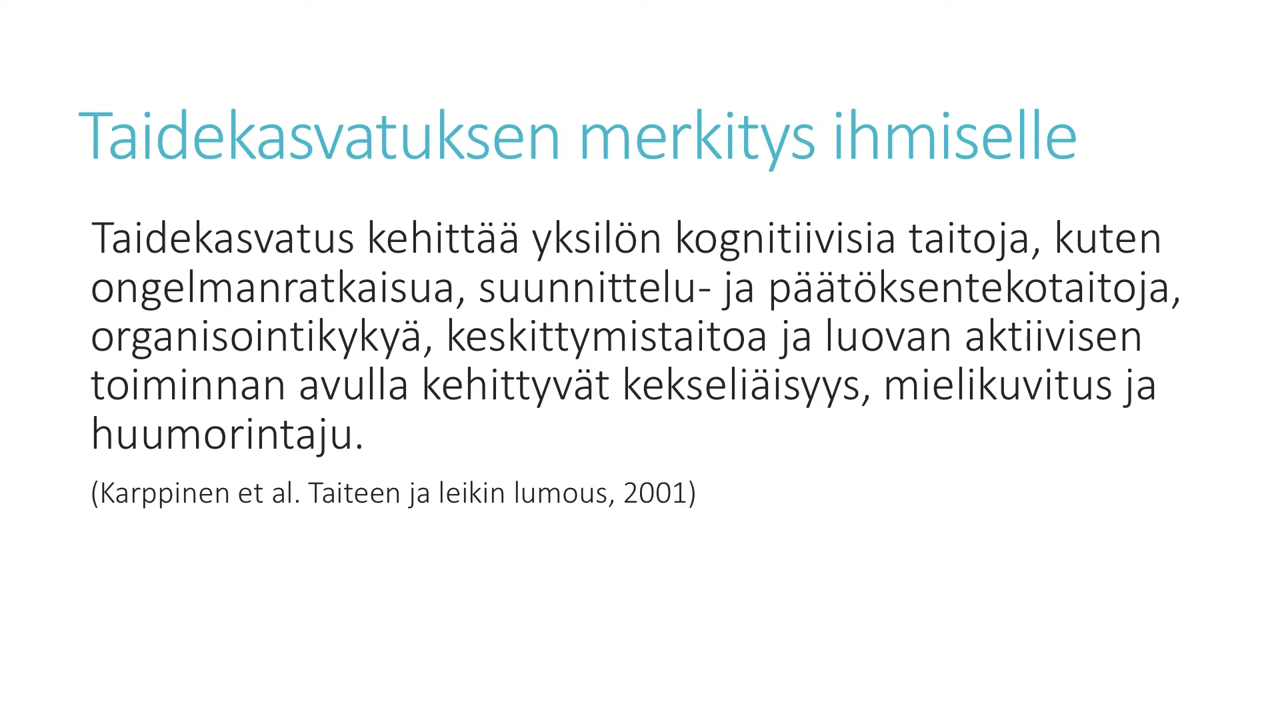 Taidekasvatuksen merkitys ihmiselle
Taidekasvatus kehittää yksilön kognitiivisia taitoja, kuten
ongelmanratkaisua, suunnittelu- ja päätöksentekotaitoja,
organisointikykyä, keskittymistaitoa ja luovan aktiivisen
toiminnan avulla kehittyvät kekseliäisyys, mielikuvitus ja
huumorintaju.
(Karppinen et al. Taiteen ja leikin lumous, 2001)